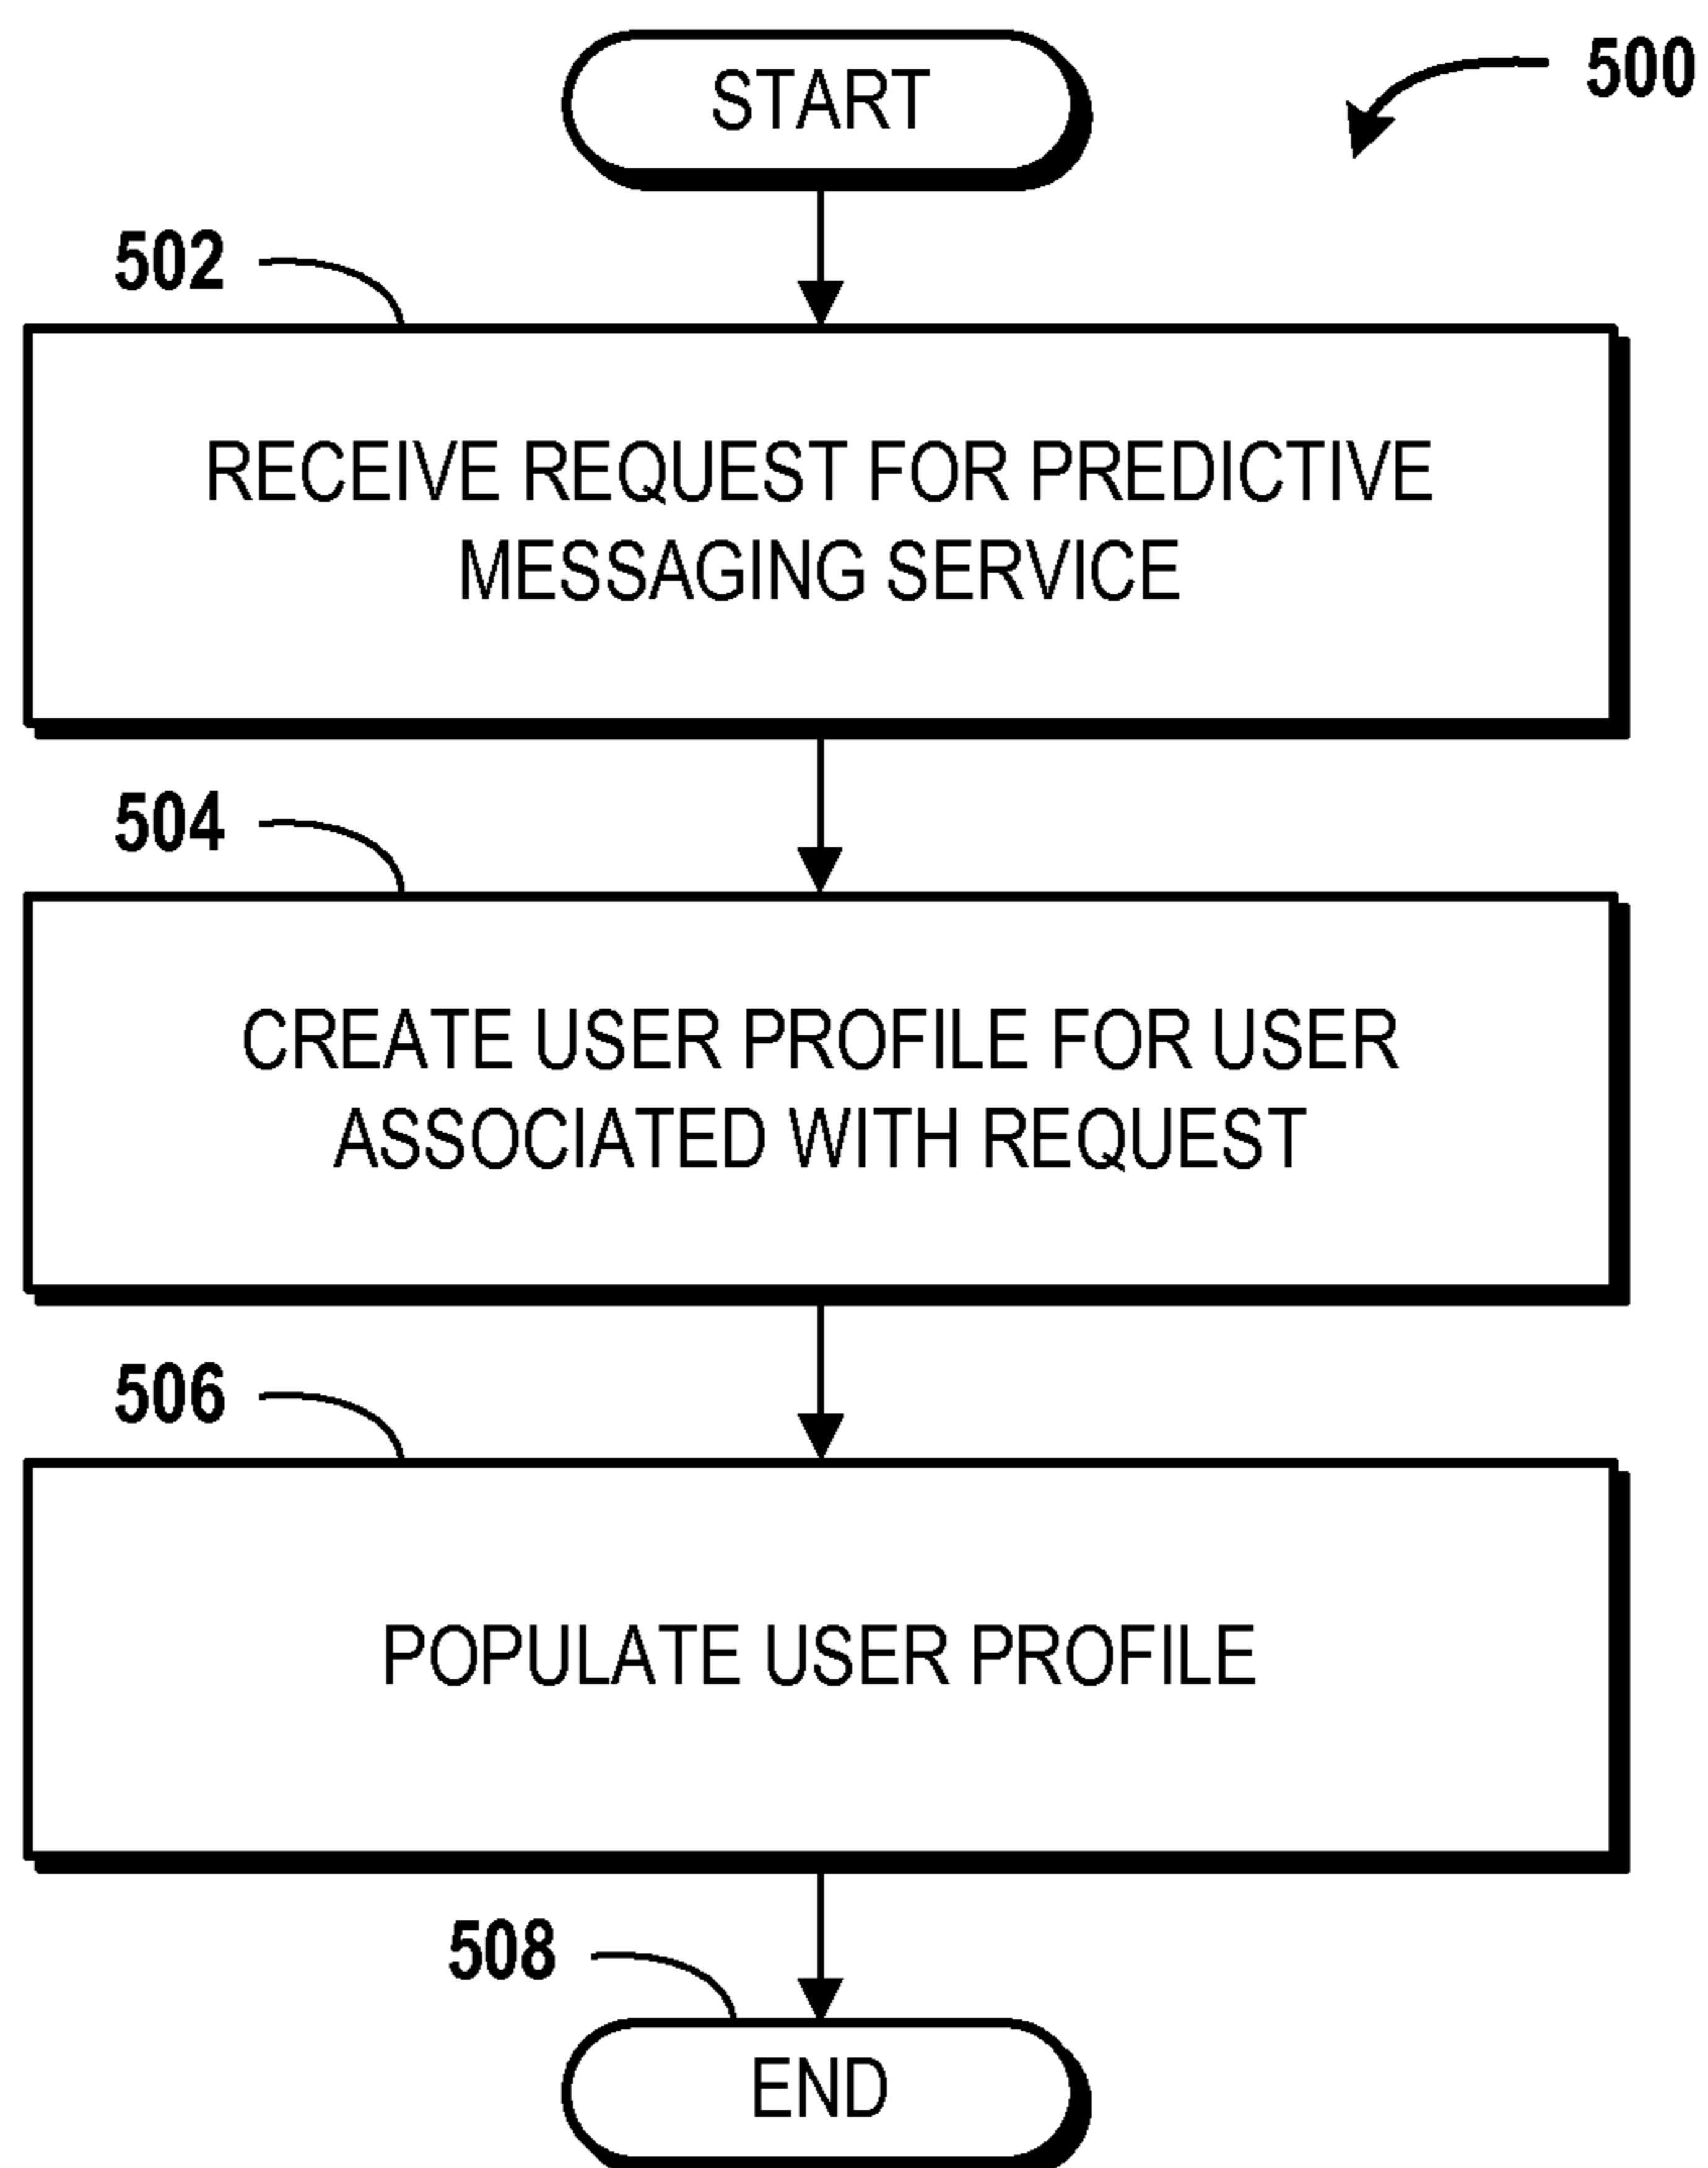 START
500
502
RECEIVE REQUEST FOR PREDICTIVE
MESSAGING SERVICE
504
CREATE USER PROFILE FOR USER
ASSOCIATED WITH REQUEST
506
POPULATE USER PROFILE
508
END